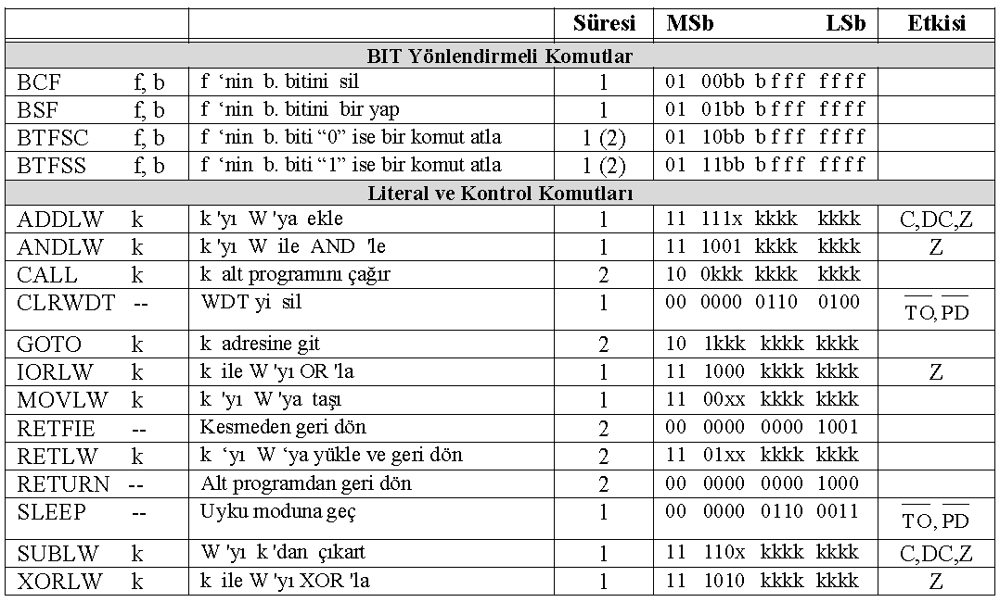 Süresi MSb LSb Etkisi
BIT Yönlendirmeli Komutlar
BCF f, b f ‘nin b. bitini sil 1 01 00bb bfff ffff
BSF f, b f ‘nin b. bitini bir yap 1 01 01bb bfff ffff
BTFSC f, b f ‘nin b. biti “0” ise bir komut atla 1 (2) 01 10bb bfff ffff
BTFSS f, b f ‘nin b. biti “1” ise bir komut atla 1 (2) 01 11bb bfff ffff
Literal ve Kontrol Komutları
ADDLW k k 'yı W 'ya ekle 1 11 111x kkkk kkkk C,DC,Z
ANDLW k k 'yı W ile AND 'le 1 11 1001 kkkk kkkk Z
CALL k k alt programını çağır 2 10 0kkk kkkk kkkk
CLRWDT -- WDT yi sil 1 00 0000 0110 0100 TO, PD
GOTO k k adresine git 2 10 1kkk kkkk kkkk
IORLW k k ile W 'yı OR 'la 1 11 1000 kkkk kkkk Z
MOVLW k k 'yı W 'ya taşı 1 11 00xx kkkk kkkk
RETFIE -- Kesmeden geri dön 2 00 0000 0000 1001
RETLW k k ‘yı W ‘ya yükle ve geri dön 2 11 01xx kkkk kkkk
RETURN -- Alt programdan geri dön 2 00 0000 0000 1000
SLEEP -- Uyku moduna geç 1 00 0000 0110 0011 TO, PD
SUBLW k W 'yı k 'dan çıkart 1 11 110x kkkk kkkk C,DC,Z
XORLW k k ile W 'yı XOR 'la 1 11 1010 kkkk kkkk Z